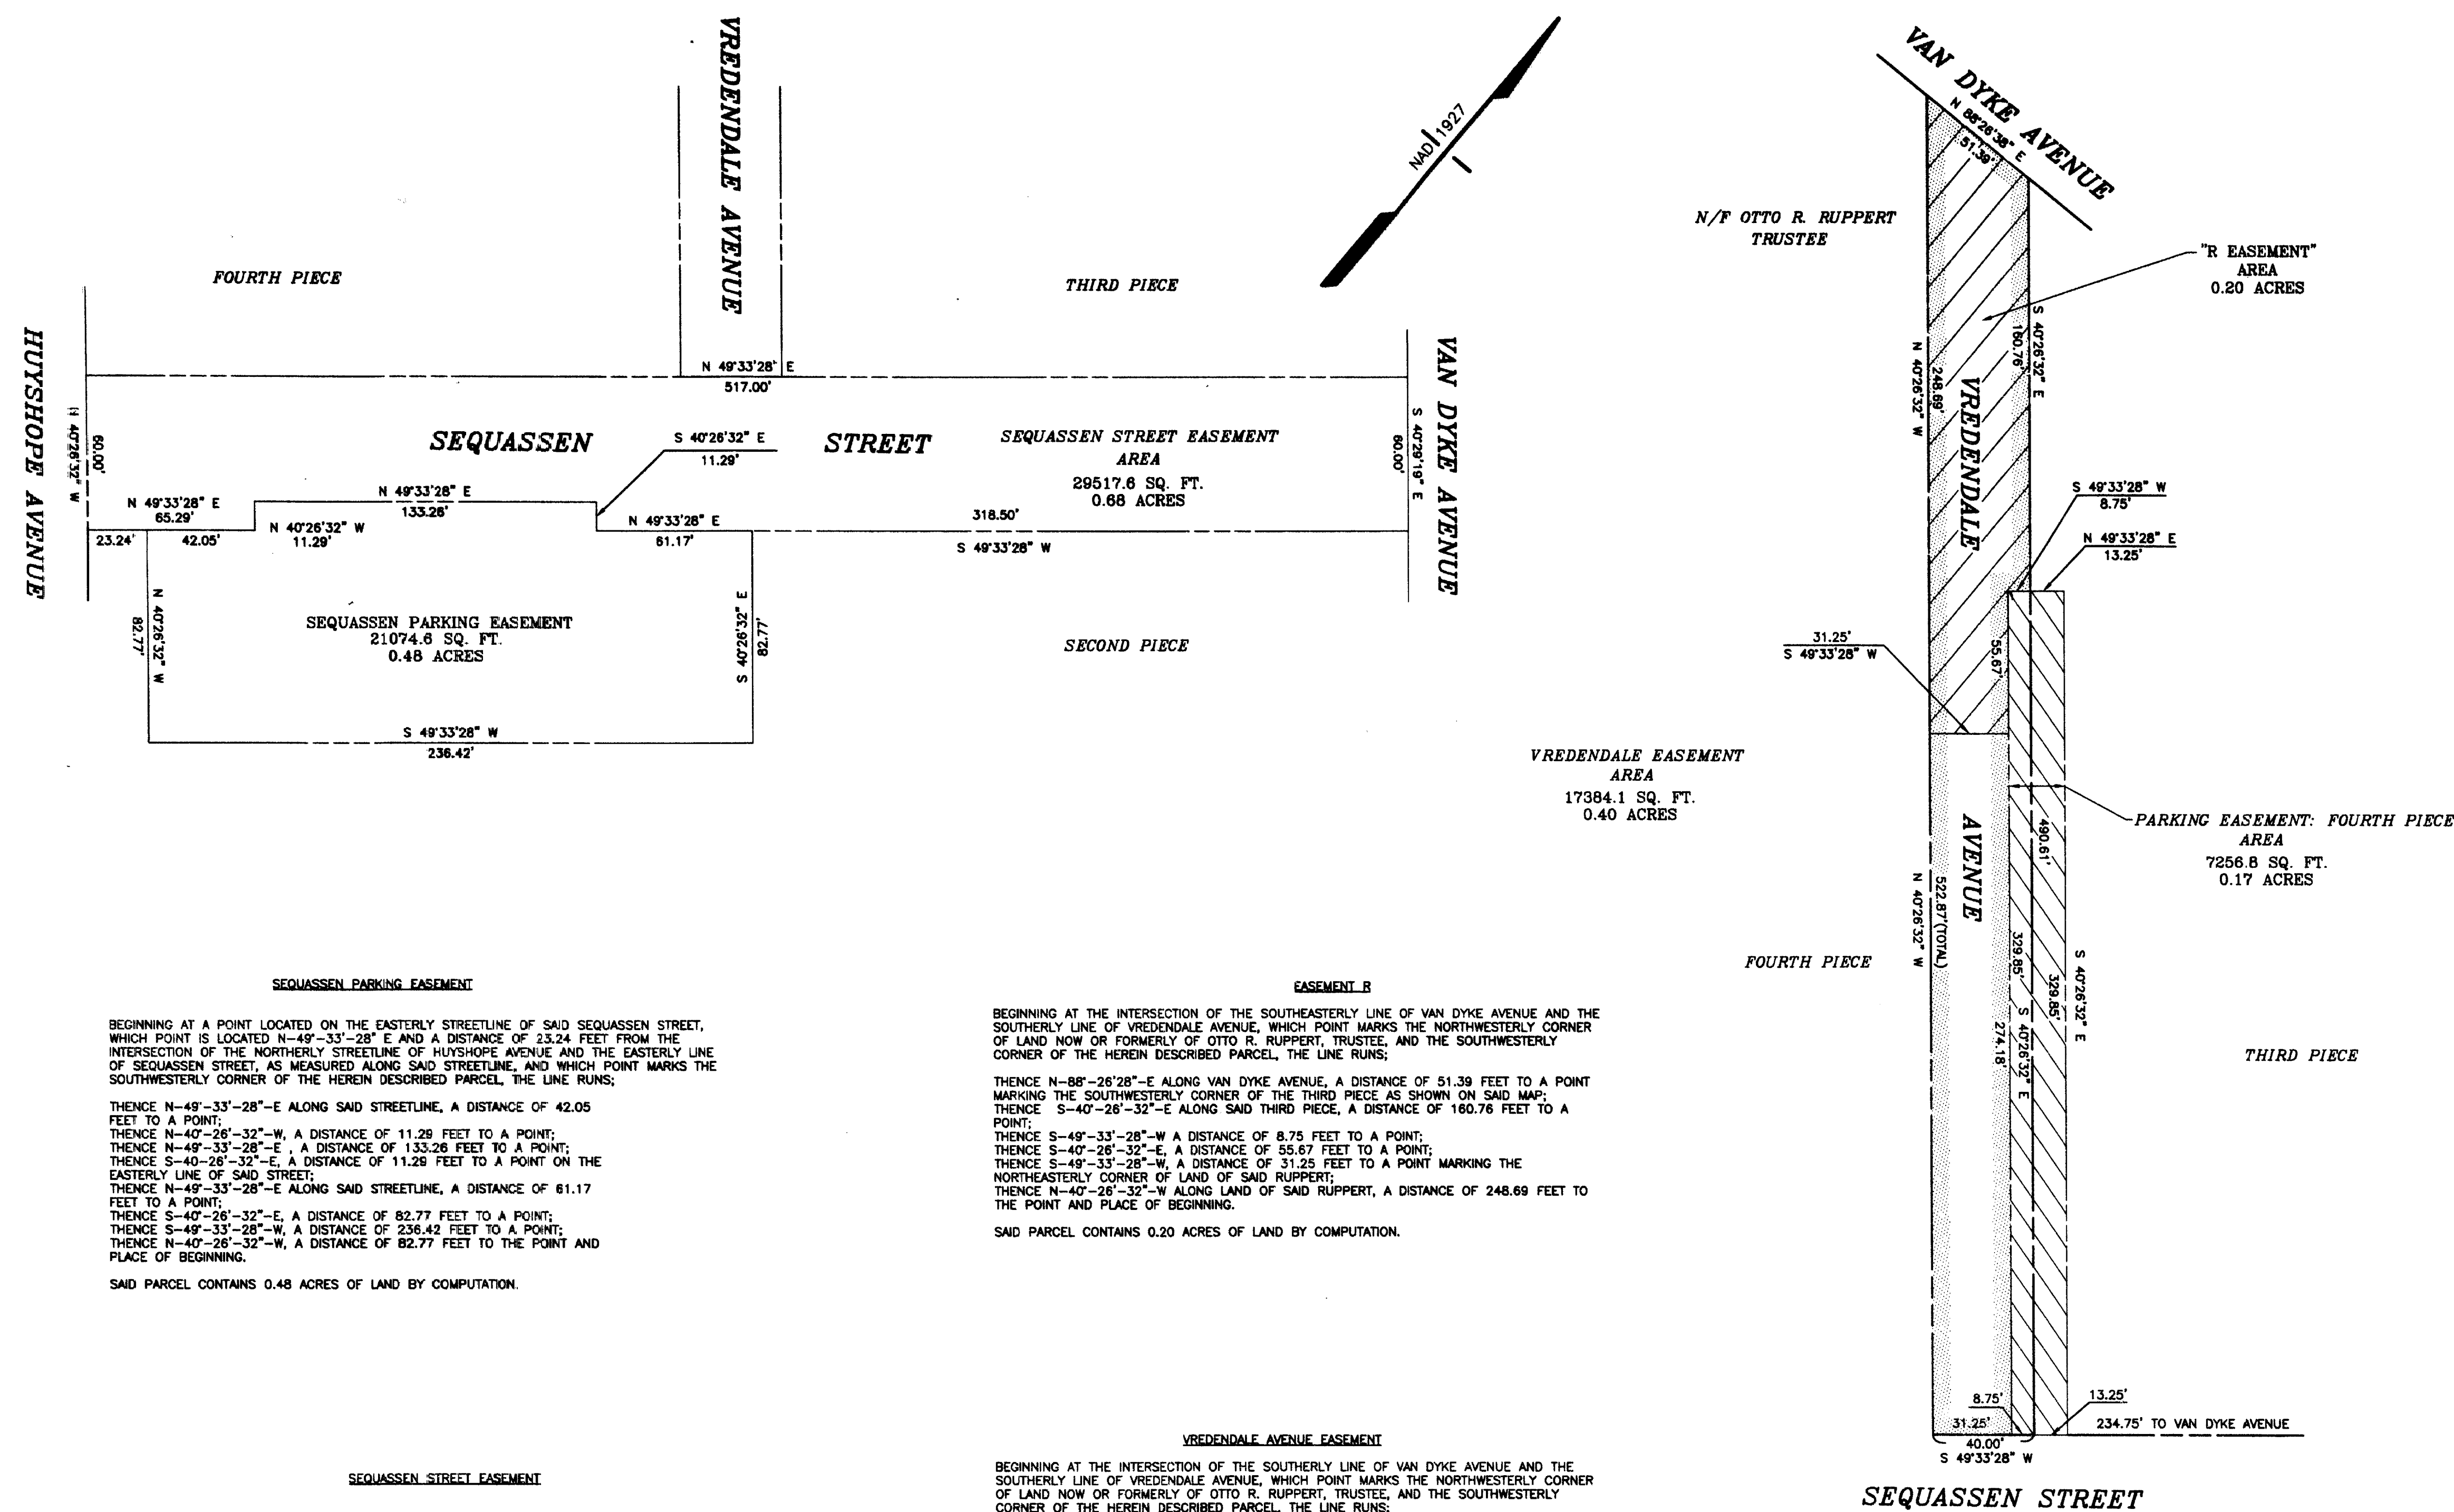 VREDENDALE AVENUE
NAD 1927
FOURTH PIECE
THIRD PIECE
HUYSHOPE AVENUE
N 40°26'32" W
60.00'
N 49°33'28" E
517.00'
SEQUASSEN STREET
S 40°26'32" E
11.29'
SEQUASSEN STREET EASEMENT
AREA
29517.6 SQ. FT.
0.68 ACRES
VAN DYKE AVENUE
S 40°29'19" E
60.00'
N 49°33'28" E
65.29'
N 49°33'28" E
133.26'
23.24'
42.05'
N 40°26'32" W
11.29'
N 49°33'28" E
61.17'
318.50'
S 49°33'28" W
N 40°26'32" W
82.77'
SEQUASSEN PARKING EASEMENT
21074.6 SQ. FT.
0.48 ACRES
S 40°26'32" E
82.77'
SECOND PIECE
S 49°33'28" W
236.42'
VAN DYKE AVENUE
N 88°26'38" E
51.39'
N/F OTTO R. RUPPERT
TRUSTEE
"R EASEMENT"
AREA
0.20 ACRES
S 40°26'32" E
160.76'
N 40°26'32" W
248.69'
VREDENDALE
S 49°33'28" W
8.75'
N 49°33'28" E
13.25'
31.25'
S 49°33'28" W
55.67'
VREDENDALE EASEMENT
AREA
17384.1 SQ. FT.
0.40 ACRES
AVENUE
490.61'
PARKING EASEMENT: FOURTH PIECE
AREA
7256.8 SQ. FT.
0.17 ACRES
N 40°26'32" W
522.87'(TOTAL)
329.85'
S 40°26'32" E
274.18'
329.85'
S 40°26'32" E
FOURTH PIECE
THIRD PIECE
8.75'
13.25'
31.25'
40.00'
S 49°33'28" W
234.75' TO VAN DYKE AVENUE
SEQUASSEN STREET
SEQUASSEN PARKING EASEMENT
BEGINNING AT A POINT LOCATED ON THE EASTERLY STREETLINE OF SAID SEQUASSEN STREET,
WHICH POINT IS LOCATED N-49°-33'-28" E AND A DISTANCE OF 23.24 FEET FROM THE
INTERSECTION OF THE NORTHERLY STREETLINE OF HUYSHOPE AVENUE AND THE EASTERLY LINE
OF SEQUASSEN STREET, AS MEASURED ALONG SAID STREETLINE, AND WHICH POINT MARKS THE
SOUTHWESTERLY CORNER OF THE HEREIN DESCRIBED PARCEL, THE LINE RUNS;
THENCE N-49°-33'-28"-E ALONG SAID STREETLINE, A DISTANCE OF 42.05
FEET TO A POINT;
THENCE N-40°-26'-32"-W, A DISTANCE OF 11.29 FEET TO A POINT;
THENCE N-49°-33'-28"-E , A DISTANCE OF 133.26 FEET TO A POINT;
THENCE S-40-26'-32"-E, A DISTANCE OF 11.29 FEET TO A POINT ON THE
EASTERLY LINE OF SAID STREET;
THENCE N-49°-33'-28"-E ALONG SAID STREETLINE, A DISTANCE OF 61.17
FEET TO A POINT;
THENCE S-40°-26'-32"-E, A DISTANCE OF 82.77 FEET TO A POINT;
THENCE S-49°-33'-28"-W, A DISTANCE OF 236.42 FEET TO A POINT;
THENCE N-40°-26'-32"-W, A DISTANCE OF 82.77 FEET TO THE POINT AND
PLACE OF BEGINNING.
SAID PARCEL CONTAINS 0.48 ACRES OF LAND BY COMPUTATION.
SEQUASSEN STREET EASEMENT
EASEMENT R
BEGINNING AT THE INTERSECTION OF THE SOUTHEASTERLY LINE OF VAN DYKE AVENUE AND THE
SOUTHERLY LINE OF VREDENDALE AVENUE, WHICH POINT MARKS THE NORTHWESTERLY CORNER
OF LAND NOW OR FORMERLY OF OTTO R. RUPPERT, TRUSTEE, AND THE SOUTHWESTERLY
CORNER OF THE HEREIN DESCRIBED PARCEL, THE LINE RUNS;
THENCE N-88°-26'28"-E ALONG VAN DYKE AVENUE, A DISTANCE OF 51.39 FEET TO A POINT
MARKING THE SOUTHWESTERLY CORNER OF THE THIRD PIECE AS SHOWN ON SAID MAP;
THENCE S-40°-26'-32"-E ALONG SAID THIRD PIECE, A DISTANCE OF 160.76 FEET TO A
POINT;
THENCE S-49°-33'-28"-W A DISTANCE OF 8.75 FEET TO A POINT;
THENCE S-40°-26'-32"-E, A DISTANCE OF 55.67 FEET TO A POINT;
THENCE S-49°-33'-28"-W, A DISTANCE OF 31.25 FEET TO A POINT MARKING THE
NORTHEASTERLY CORNER OF LAND OF SAID RUPPERT;
THENCE N-40°-26'-32"-W ALONG LAND OF SAID RUPPERT, A DISTANCE OF 248.69 FEET TO
THE POINT AND PLACE OF BEGINNING.
SAID PARCEL CONTAINS 0.20 ACRES OF LAND BY COMPUTATION.
VREDENDALE AVENUE EASEMENT
BEGINNING AT THE INTERSECTION OF THE SOUTHERLY LINE OF VAN DYKE AVENUE AND THE
SOUTHERLY LINE OF VREDENDALE AVENUE, WHICH POINT MARKS THE NORTHWESTERLY CORNER
OF LAND NOW OR FORMERLY OF OTTO R. RUPPERT, TRUSTEE, AND THE SOUTHWESTERLY
CORNER OF THE HEREIN DESCRIBED PARCEL, THE LINE RUNS;